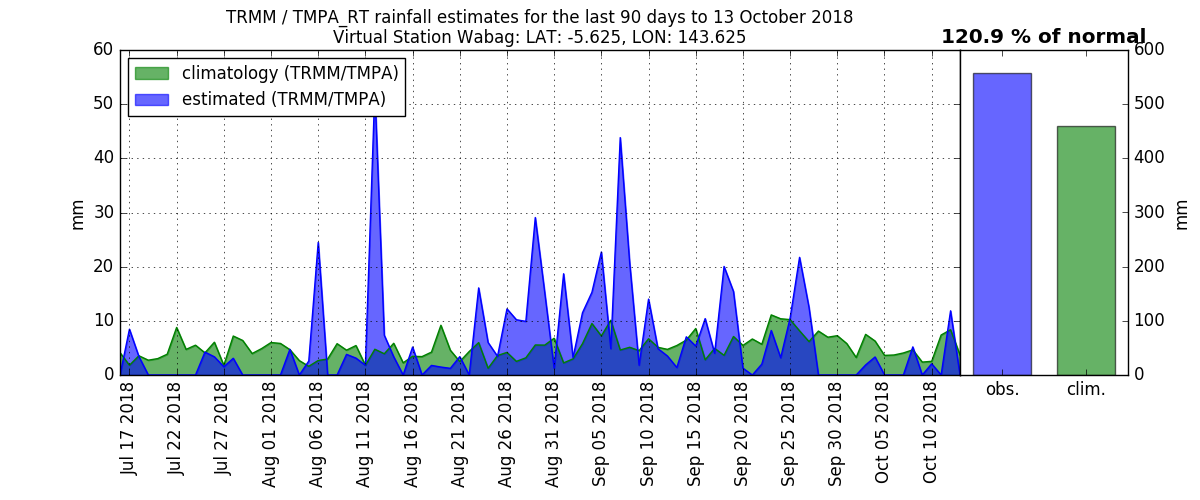 TRMM / TMPA_RT rainfall estimates for the last 90 days to 13 October 2018
Virtual Station Wabag: LAT: -5.625, LON: 143.625
120.9 % of normal
climatology (TRMM/TMPA)
estimated (TRMM/TMPA)
60
50
40
30
20
10
0
mm
Jul 17 2018
Jul 22 2018
Jul 27 2018
Aug 01 2018
Aug 06 2018
Aug 11 2018
Aug 16 2018
Aug 21 2018
Aug 26 2018
Aug 31 2018
Sep 05 2018
Sep 10 2018
Sep 15 2018
Sep 20 2018
Sep 25 2018
Sep 30 2018
Oct 05 2018
Oct 10 2018
obs.
clim.
600
500
400
300
200
100
0
mm